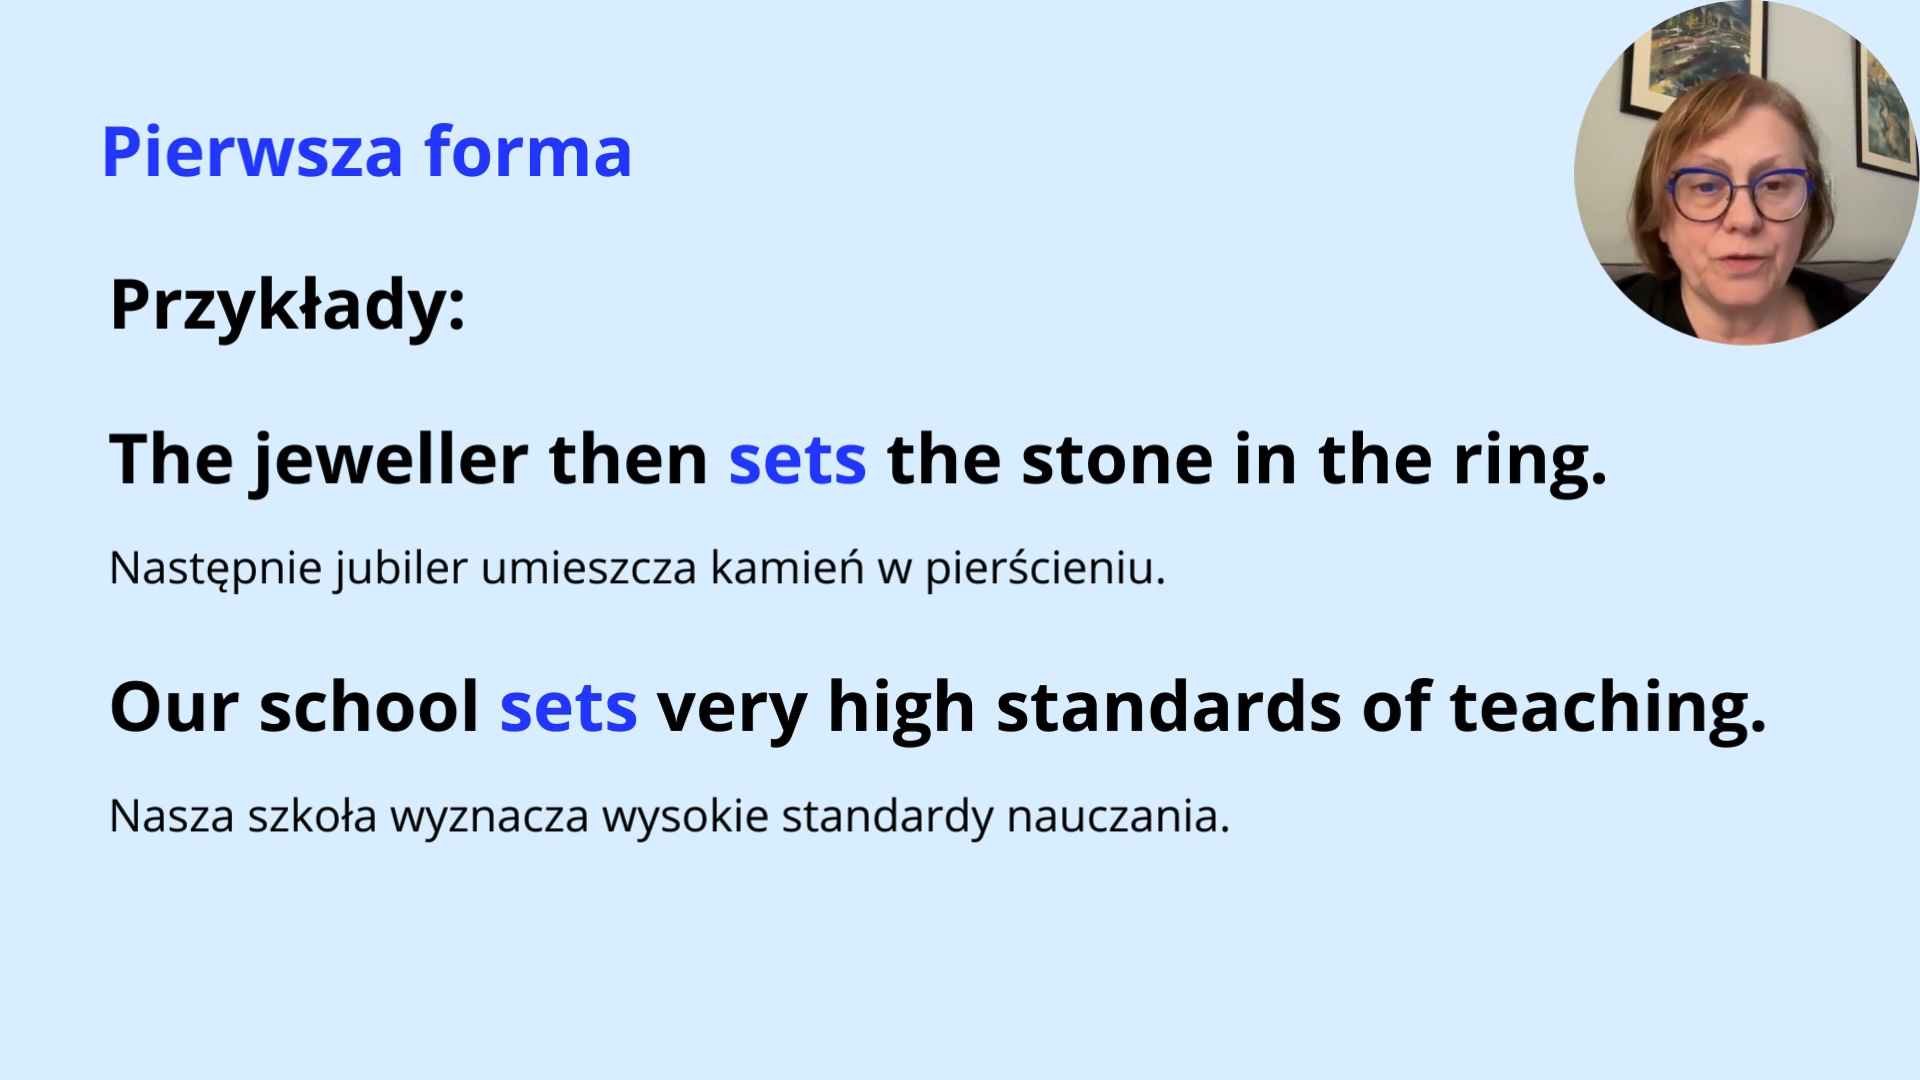 Pierwsza forma
Przykłady:
The jeweller then sets the stone in the ring.
Następnie jubiler umieszcza kamień w pierścieniu.
Our school sets very high standards of teaching.
Nasza szkoła wyznacza wysokie standardy nauczania.